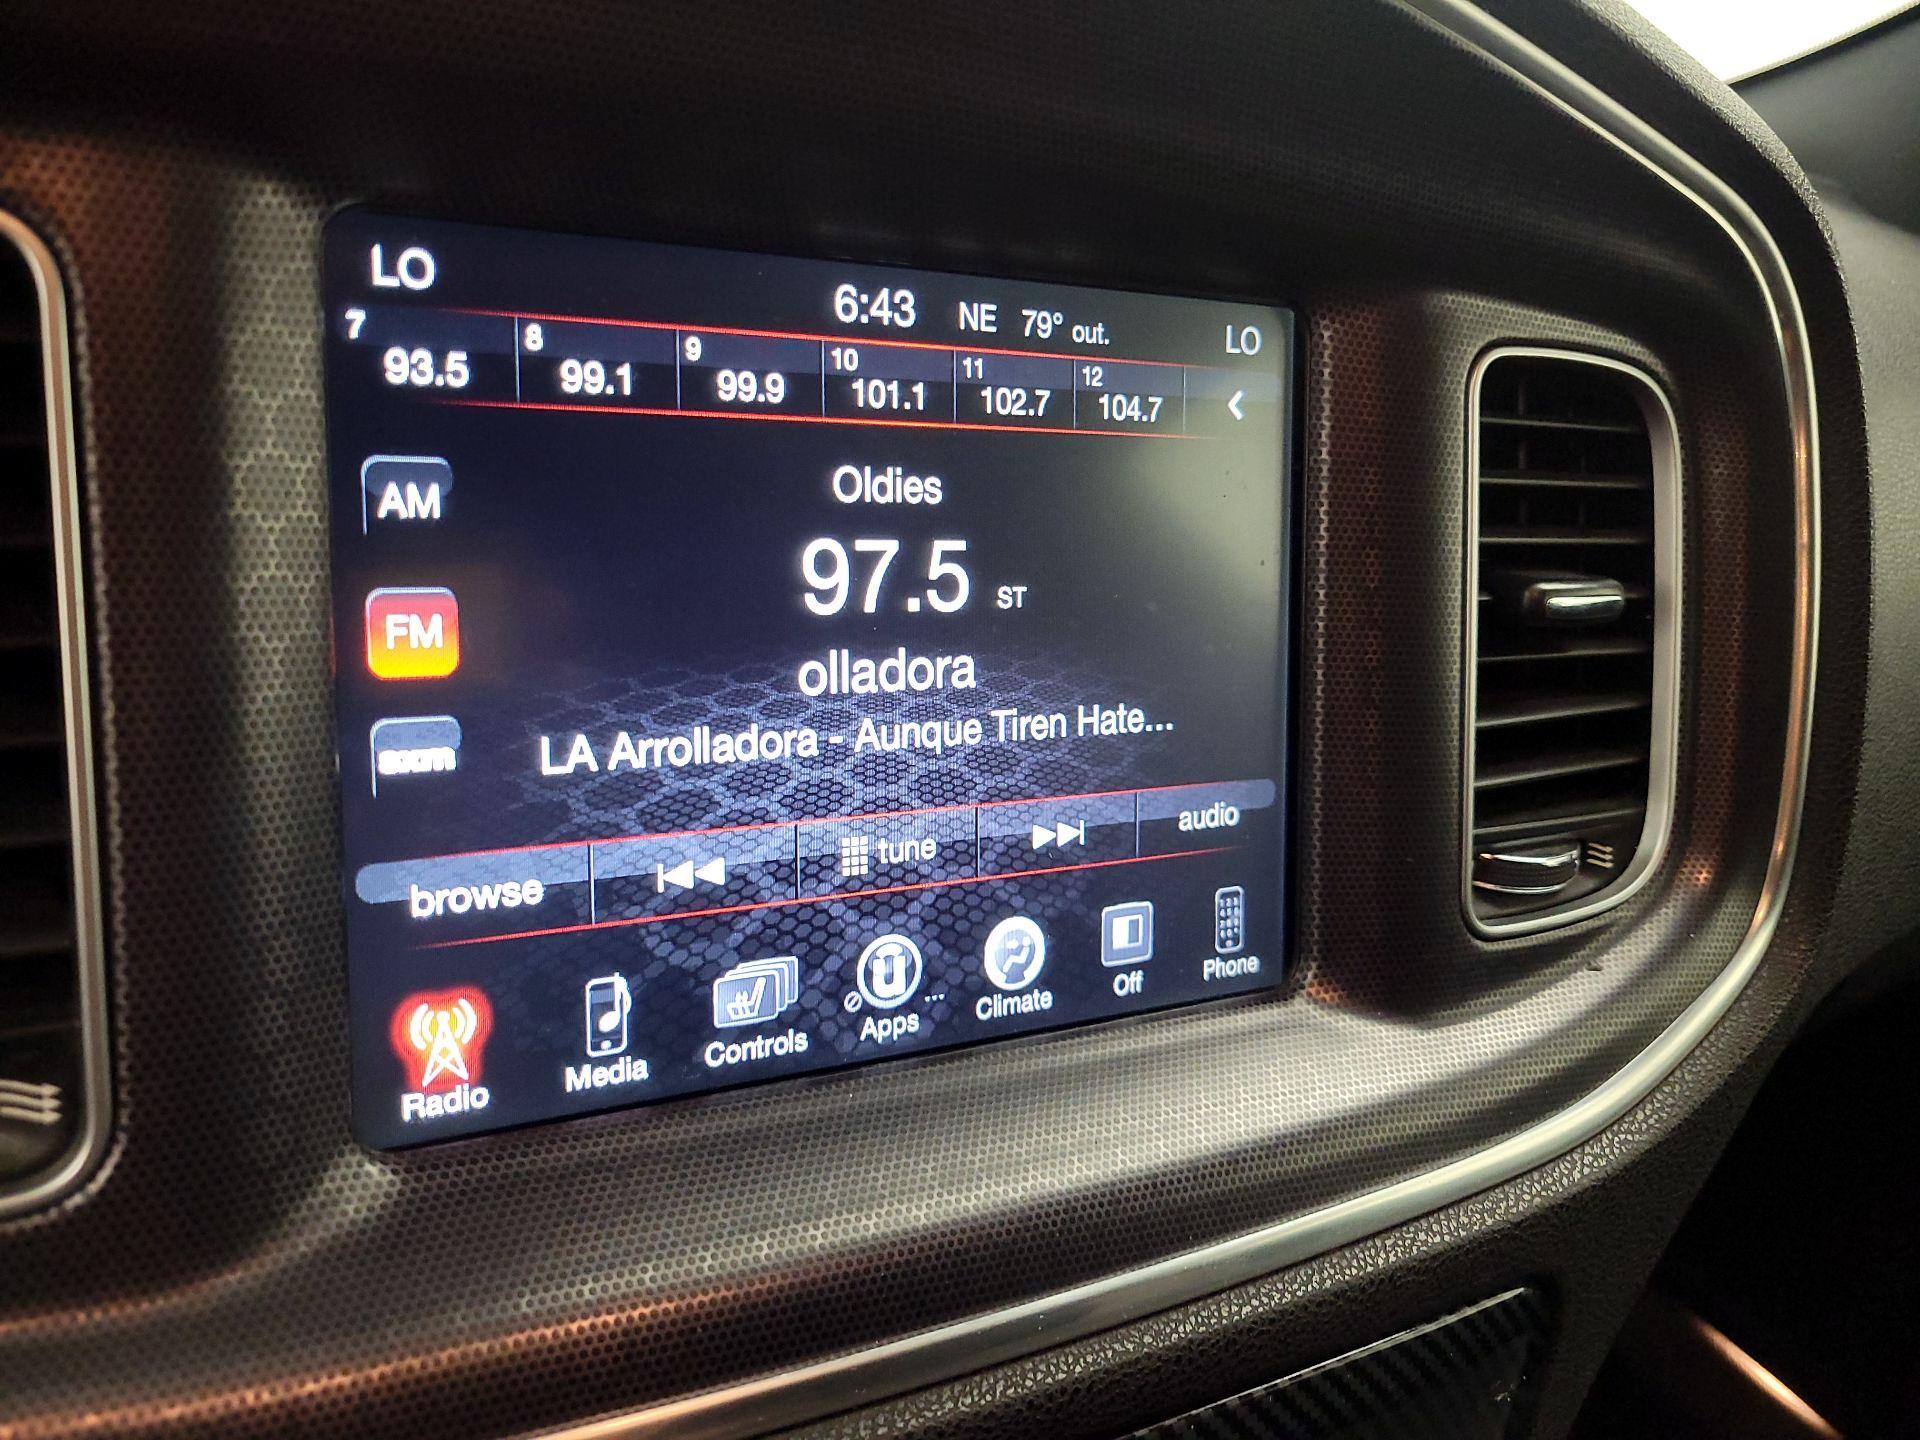 LO 6:43 NE 79° out. LO
7 93.5 8 99.1 9 99.9 10 101.1 11 102.7 12 104.7
Oldies
AM
97.5 ST
FM
olladora
LA Arrolladora - Aunque Tiren Hate...
sxm
browse tune audio
Radio Media Controls Apps ... Climate Off Phone